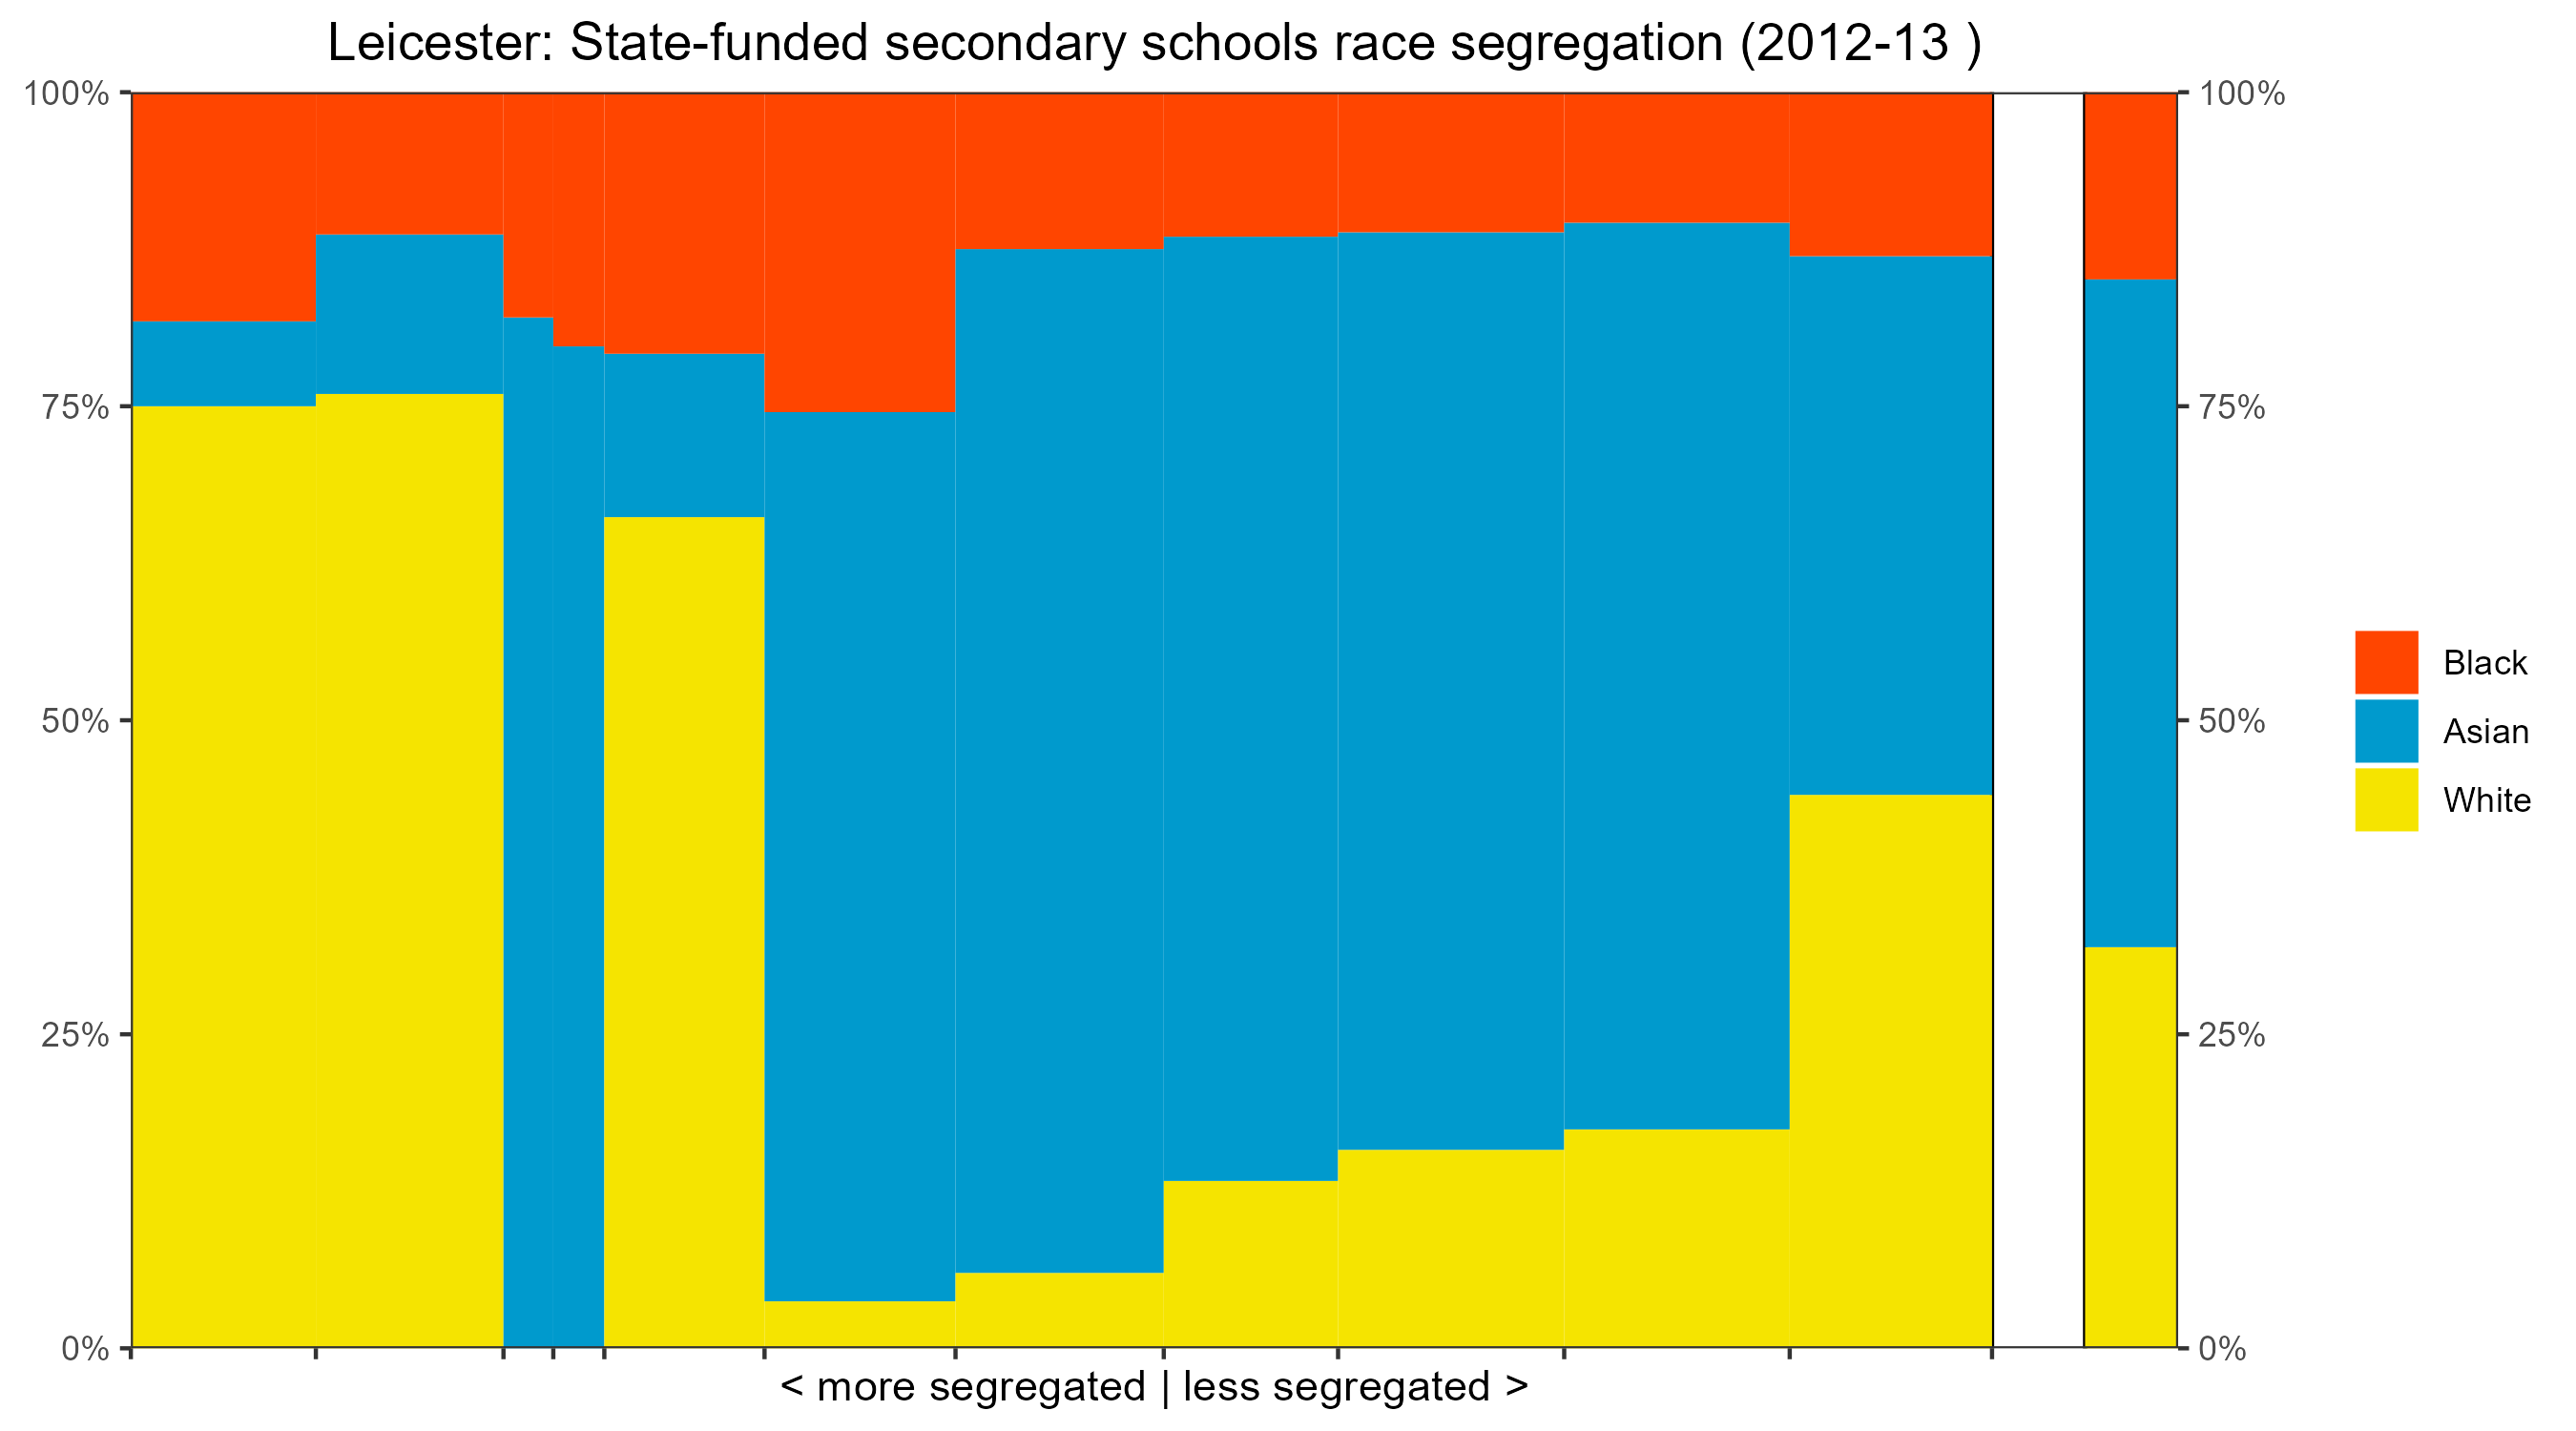 Leicester: State-funded secondary schools race segregation (2012-13 )
100%
75%
50%
25%
0%
100%
75%
50%
25%
0%
Black
Asian
White
< more segregated | less segregated >